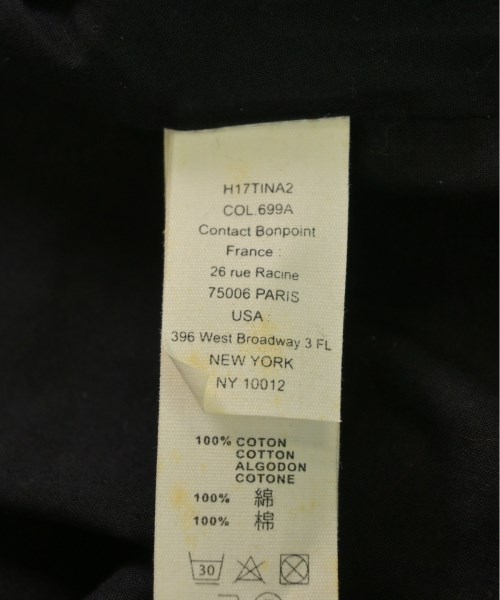 H17TINA2
COL.699A
Contact Bonpoint
France :
26 rue Racine
75006 PARIS
USA :
396 West Broadway 3 FL
NEW YORK
NY 10012
100% COTON
COTTON
ALGODON
COTONE
100% 綿
100% 棉
30